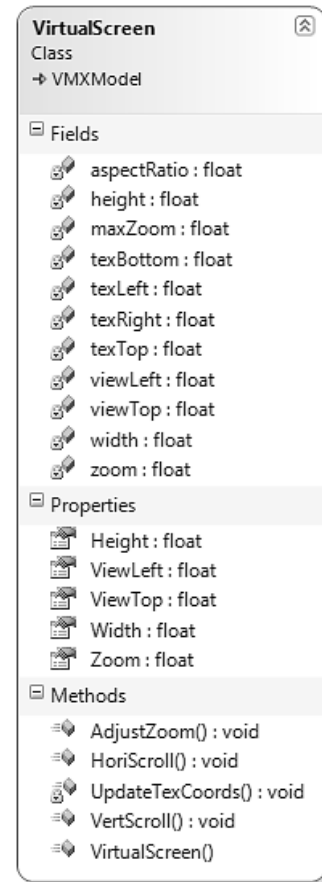 VirtualScreen
Class
VMXModel
Fields
aspectRatio : float
height : float
maxZoom : float
texBottom : float
texLeft : float
texRight : float
texTop : float
viewLeft : float
viewTop : float
width : float
zoom : float
Properties
Height : float
ViewLeft : float
ViewTop : float
Width : float
Zoom : float
Methods
AdjustZoom() : void
HoriScroll() : void
UpdateTexCoords() : void
VertScroll() : void
VirtualScreen()